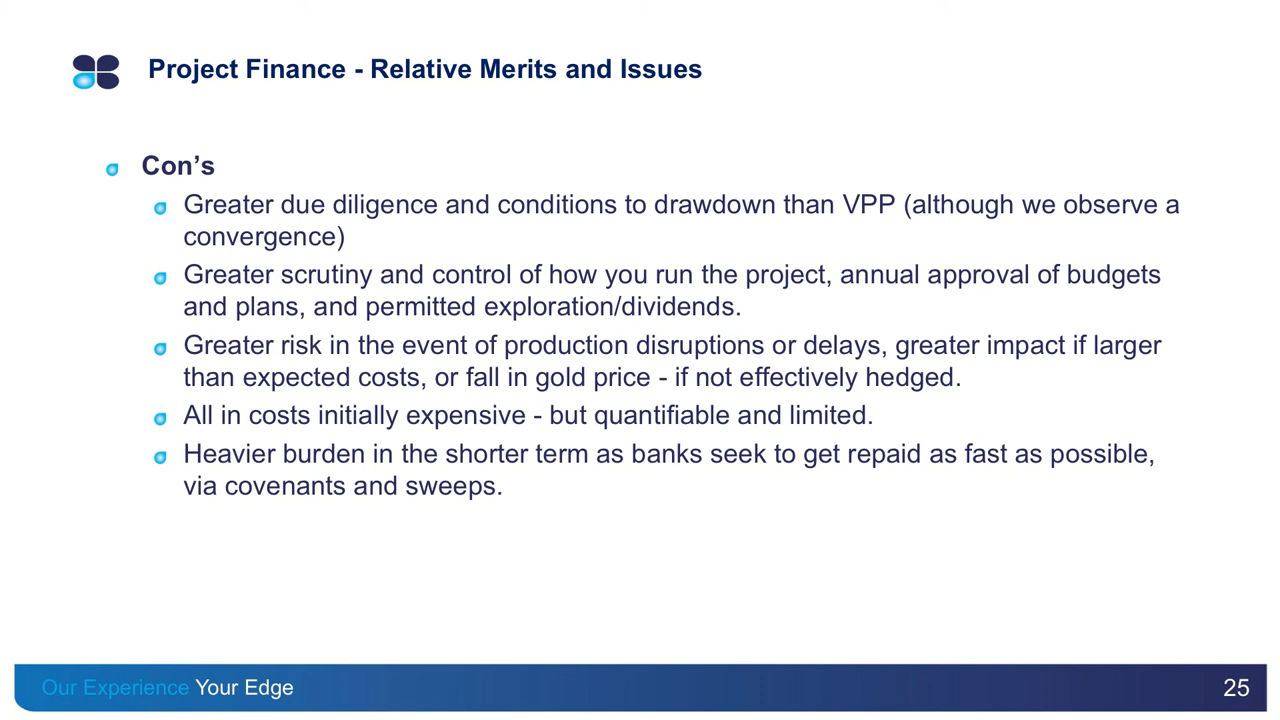 Project Finance - Relative Merits and Issues
Con’s
Greater due diligence and conditions to drawdown than VPP (although we observe a
convergence)
Greater scrutiny and control of how you run the project, annual approval of budgets
and plans, and permitted exploration/dividends.
Greater risk in the event of production disruptions or delays, greater impact if larger
than expected costs, or fall in gold price - if not effectively hedged.
All in costs initially expensive - but quantifiable and limited.
Heavier burden in the shorter term as banks seek to get repaid as fast as possible,
via covenants and sweeps.
Our Experience Your Edge
25